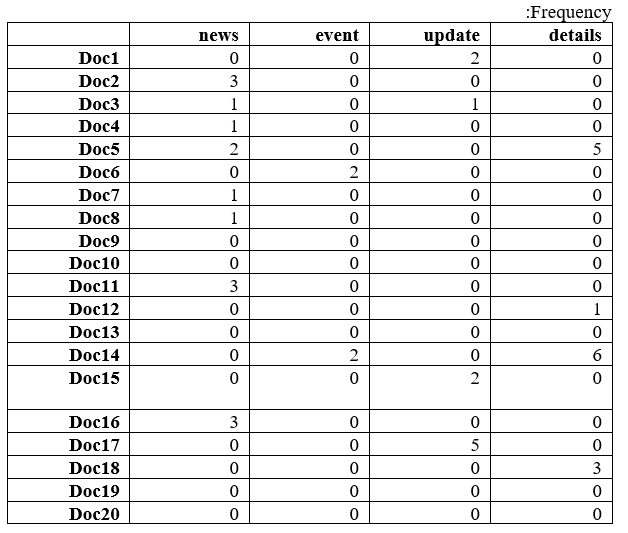 :Frequency
news event update details
Doc1 0 0 2 0
Doc2 3 0 0 0
Doc3 1 0 1 0
Doc4 1 0 0 0
Doc5 2 0 0 5
Doc6 0 2 0 0
Doc7 1 0 0 0
Doc8 1 0 0 0
Doc9 0 0 0 0
Doc10 0 0 0 0
Doc11 3 0 0 0
Doc12 0 0 0 1
Doc13 0 0 0 0
Doc14 0 2 0 6
Doc15 0 0 2 0
Doc16 3 0 0 0
Doc17 0 0 5 0
Doc18 0 0 0 3
Doc19 0 0 0 0
Doc20 0 0 0 0